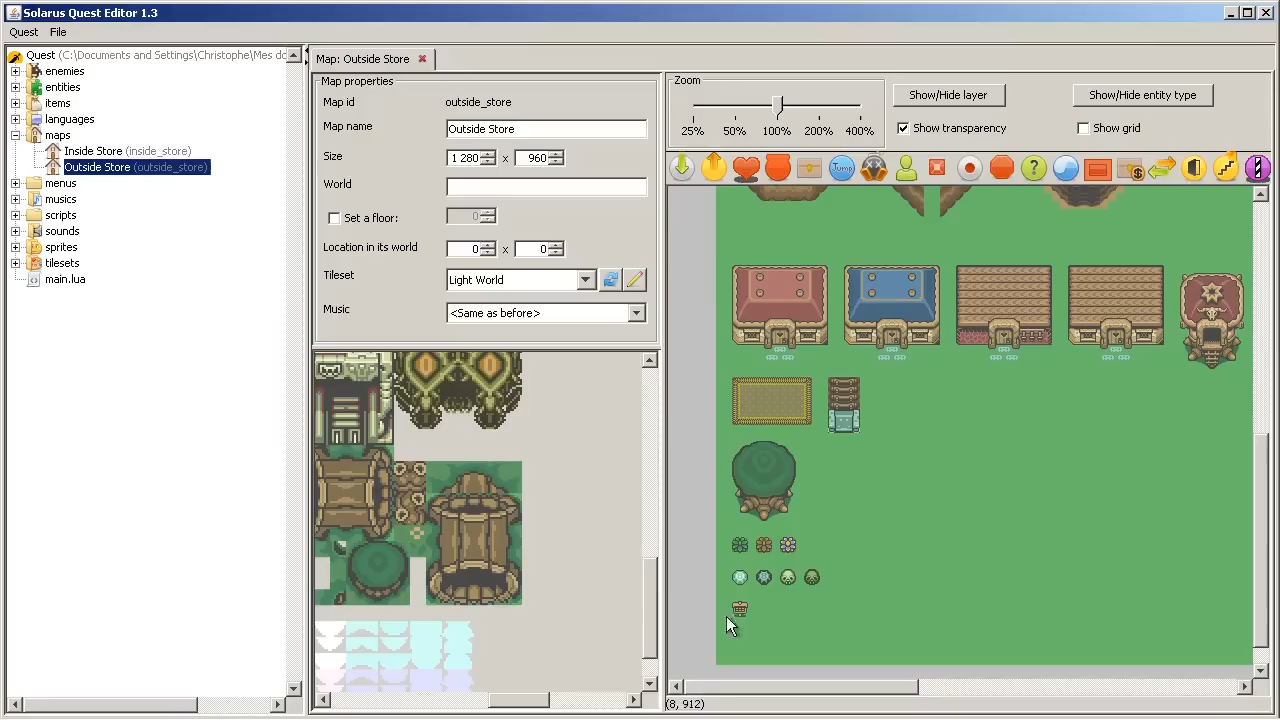 Solarus Quest Editor 1.3
Quest File
Quest (C:\Documents and Settings\Christophe\Mes do
enemies
entities
items
languages
maps
Inside Store (inside_store)
Outside Store (outside_store)
menus
musics
scripts
sounds
sprites
tilesets
main.lua
Map: Outside Store
Map properties
Map id outside_store
Map name Outside Store
Size 1 280 x 960
World
Set a floor: 0
Location in its world 0 x 0
Tileset Light World
Music <Same as before>
Zoom
25% 5% 100% 200% 400%
Show/Hide layer Show/Hide entity type
Show transparency Show grid
Jump
?
$
(8, 912)